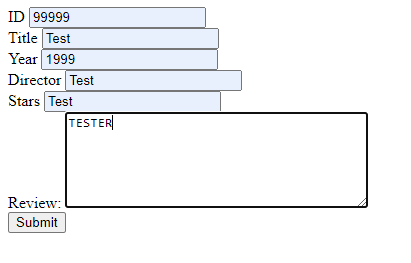 ID 99999
Title Test
Year 1999
Director Test
Stars Test
TESTER
Review:
Submit